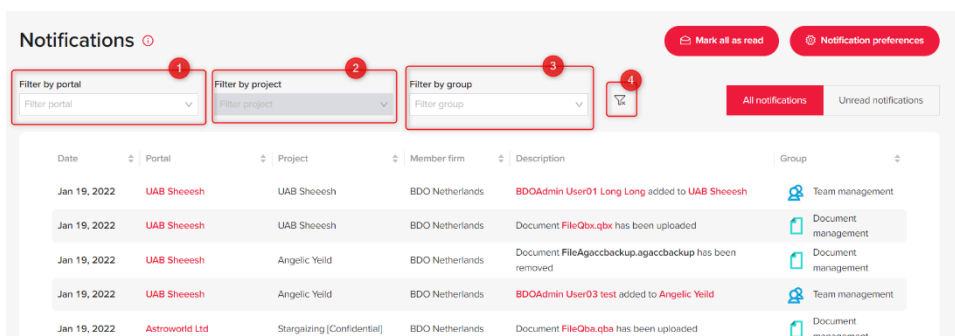 Notifications
Mark all as read
Notification preferences
1
2
3
4
Filter by portal
Filter by project
Filter by group
Filter portal
Filter project
Filter group
All notifications
Unread notifications
Date Portal Project Member firm Description Group
Jan 19, 2022 UAB Sheeesh UAB Sheeesh BDO Netherlands BDOAdmin User01 Long Long added to UAB Sheeesh Team management
Jan 19, 2022 UAB Sheeesh UAB Sheeesh BDO Netherlands Document FileQbx.qbx has been uploaded Document
management
Jan 19, 2022 UAB Sheeesh Angelic Yeild BDO Netherlands Document FileAgaccbackup.agaccbackup has been
removed
Document
management
Jan 19, 2022 UAB Sheeesh Angelic Yeild BDO Netherlands BDOAdmin User03 test added to Angelic Yeild Team management
Jan 19, 2022 Astroworld Ltd Stargaizing [Confidential] BDO Netherlands Document FileQba.qba has been uploaded Document
management